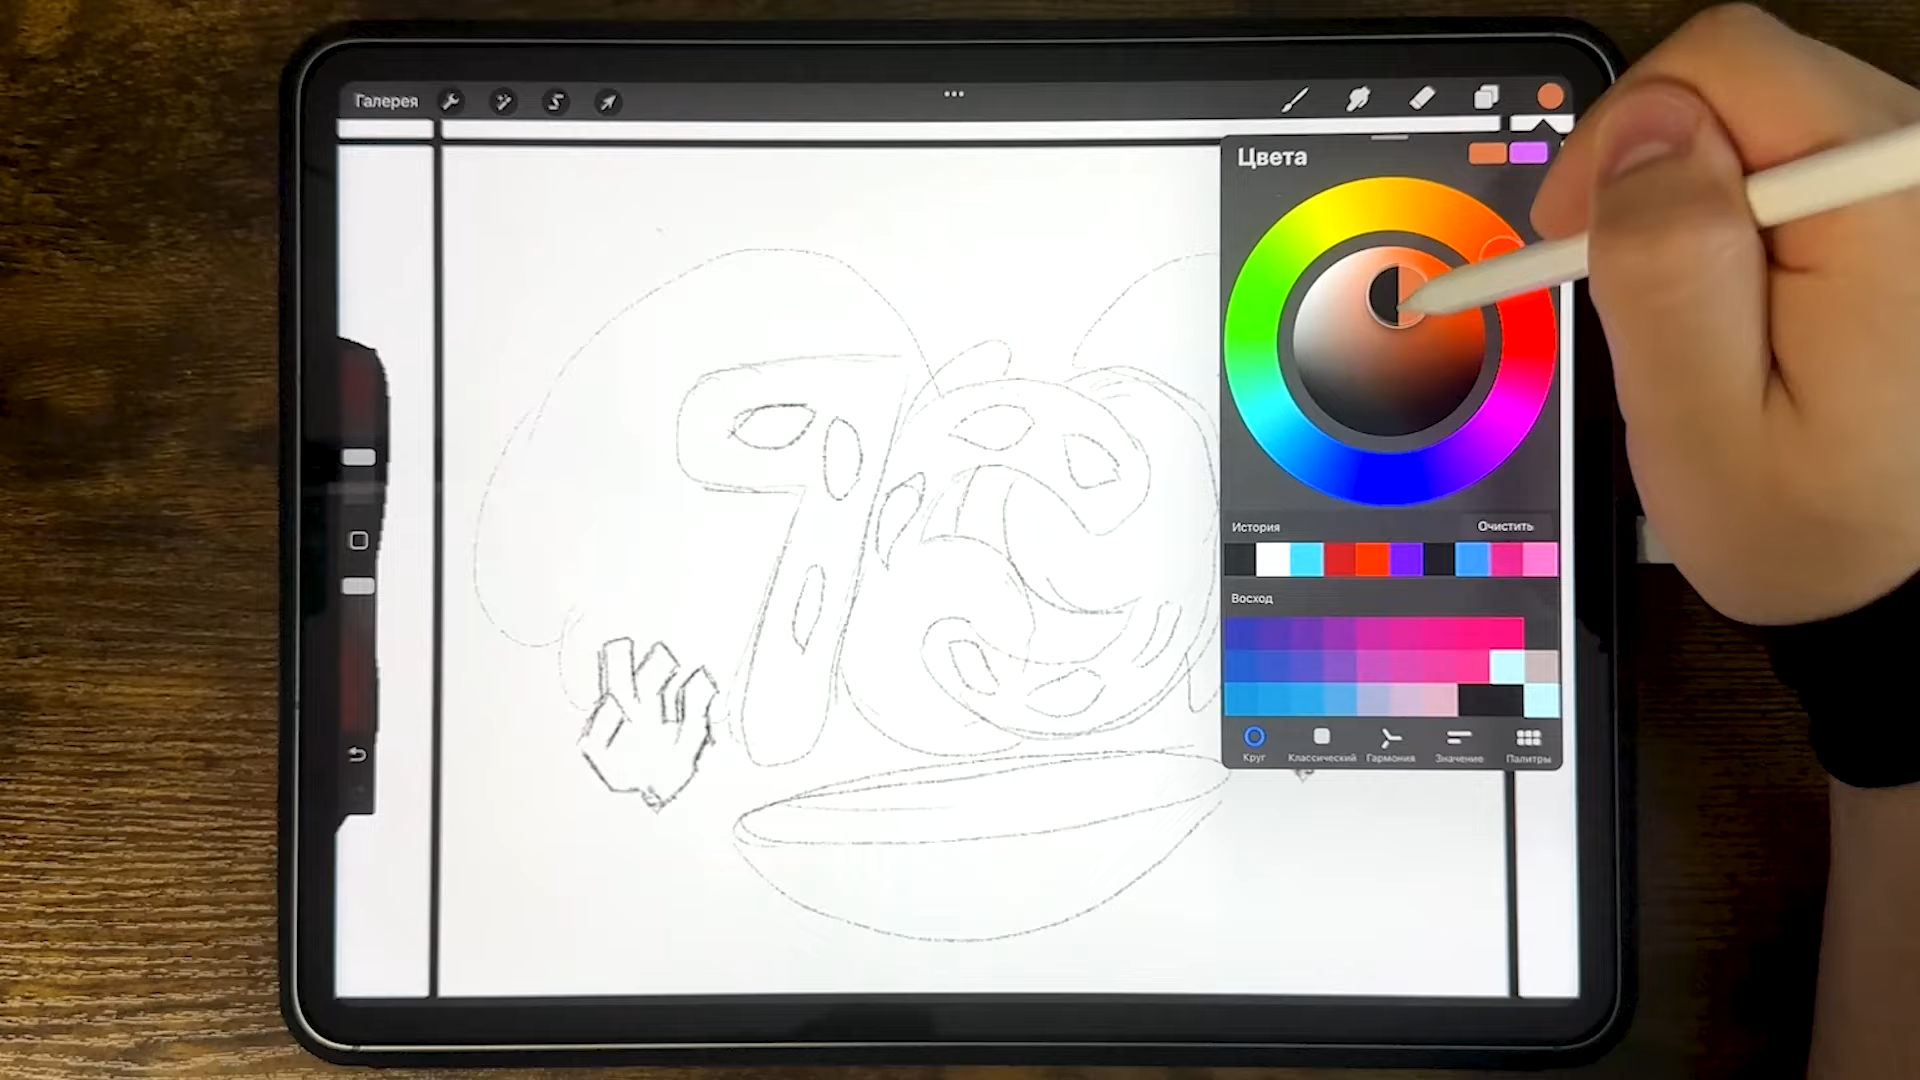 Галерея
Цвета
История
Очистить
Восход
Круг
Классический
Гармония
Значение
Палитры